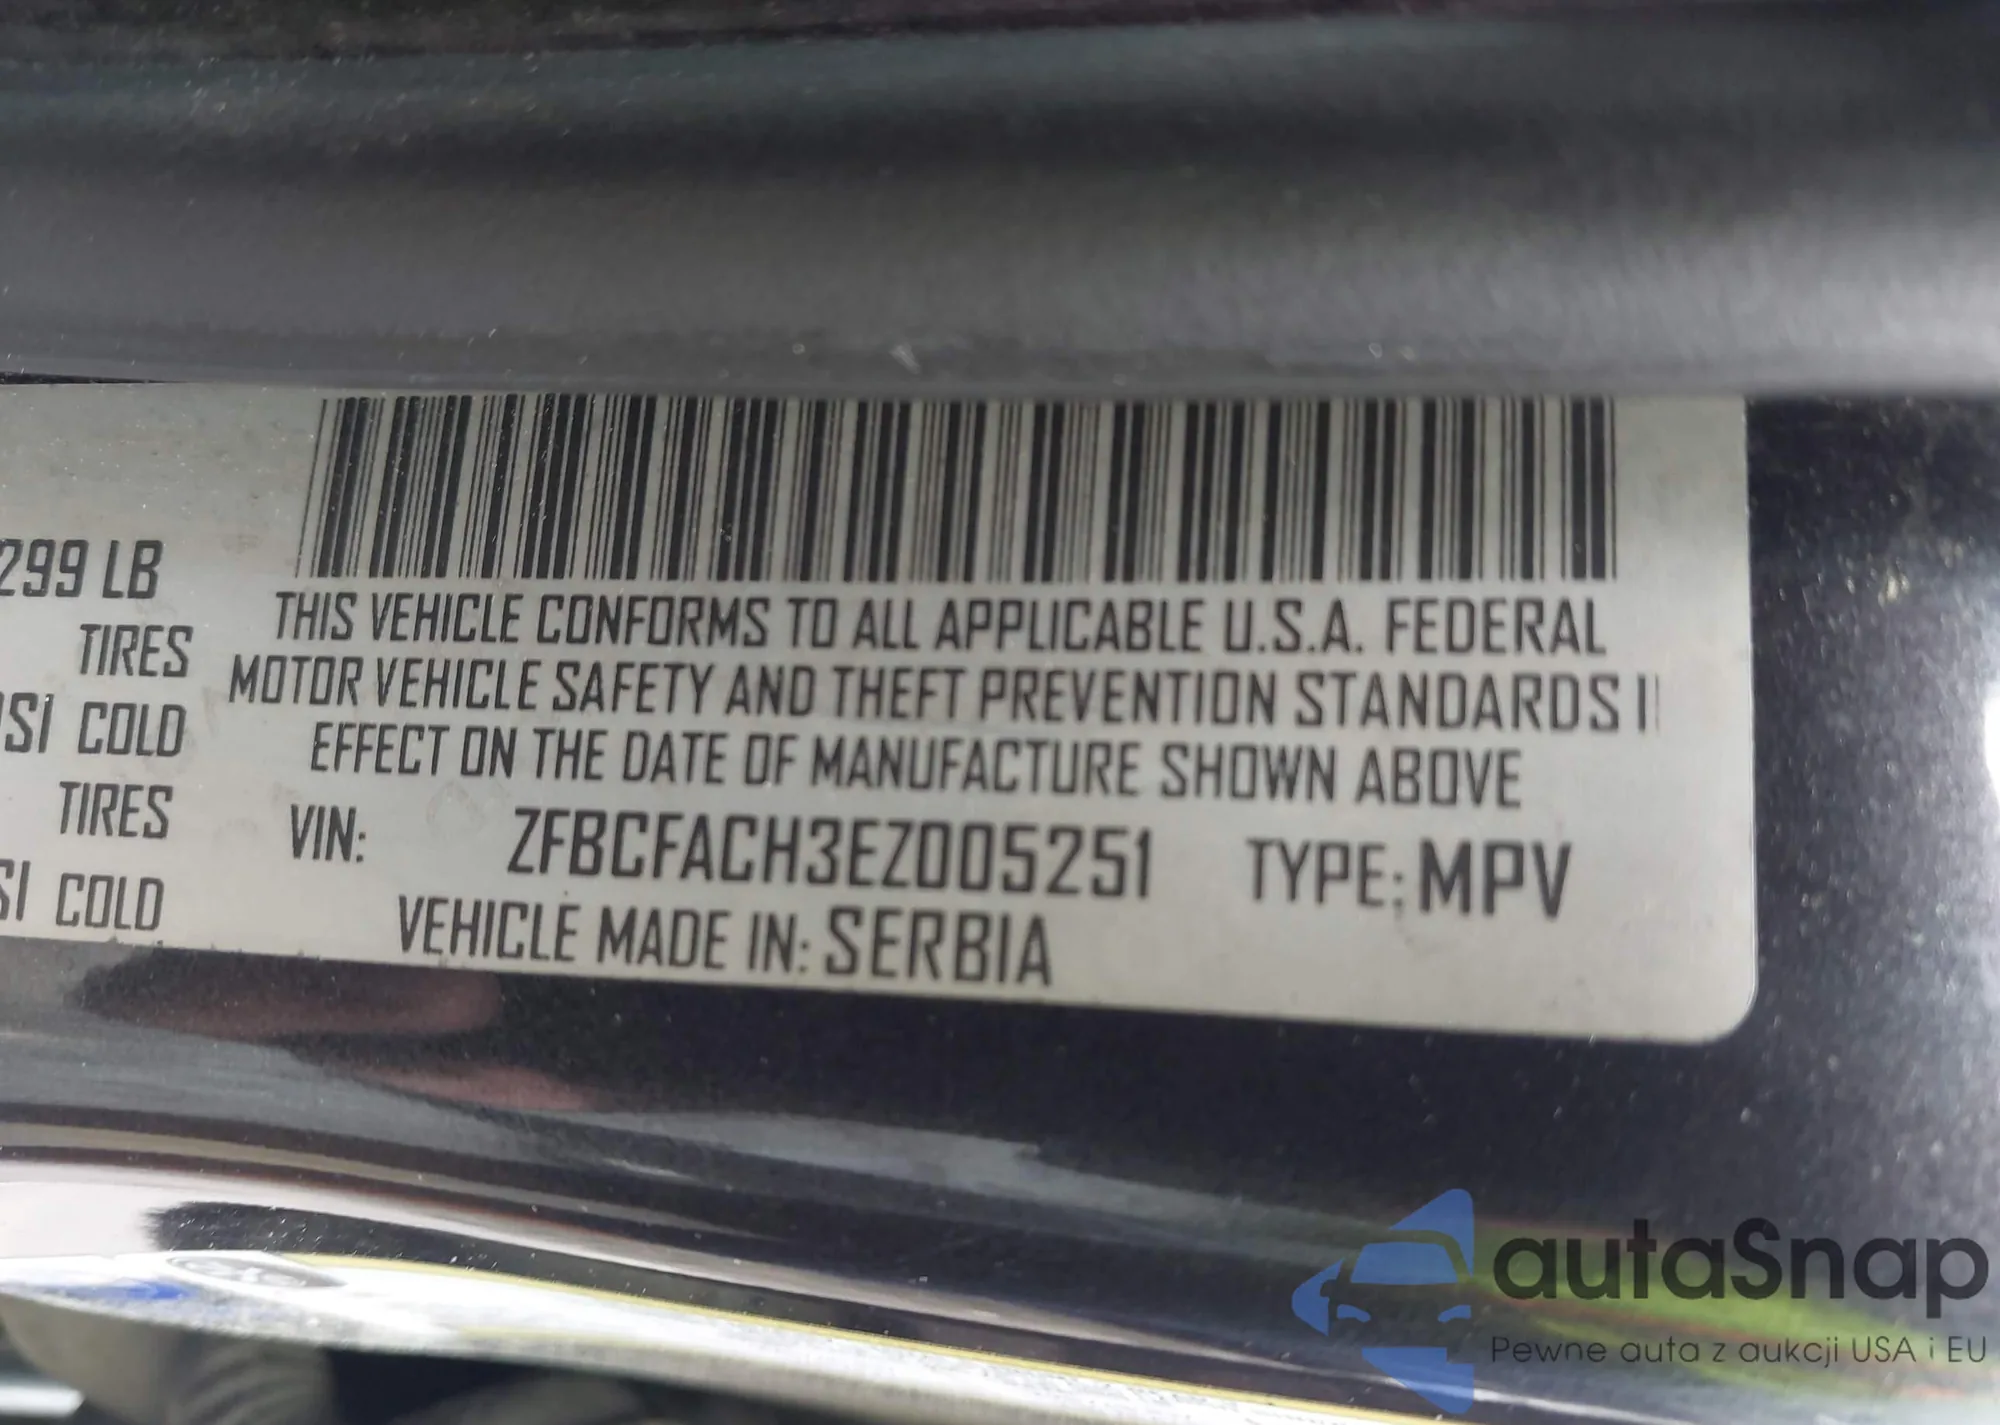 299 LB
TIRES
SI COLD
TIRES
SI COLD
THIS VEHICLE CONFORMS TO ALL APPLICABLE U.S.A. FEDERAL
MOTOR VEHICLE SAFETY AND THEFT PREVENTION STANDARDS I
EFFECT ON THE DATE OF MANUFACTURE SHOWN ABOVE
VIN: ZFBCFACH3EZ005251 TYPE: MPV
VEHICLE MADE IN: SERBIA
autaSnap
Pewne auta z aukcji USA i EU